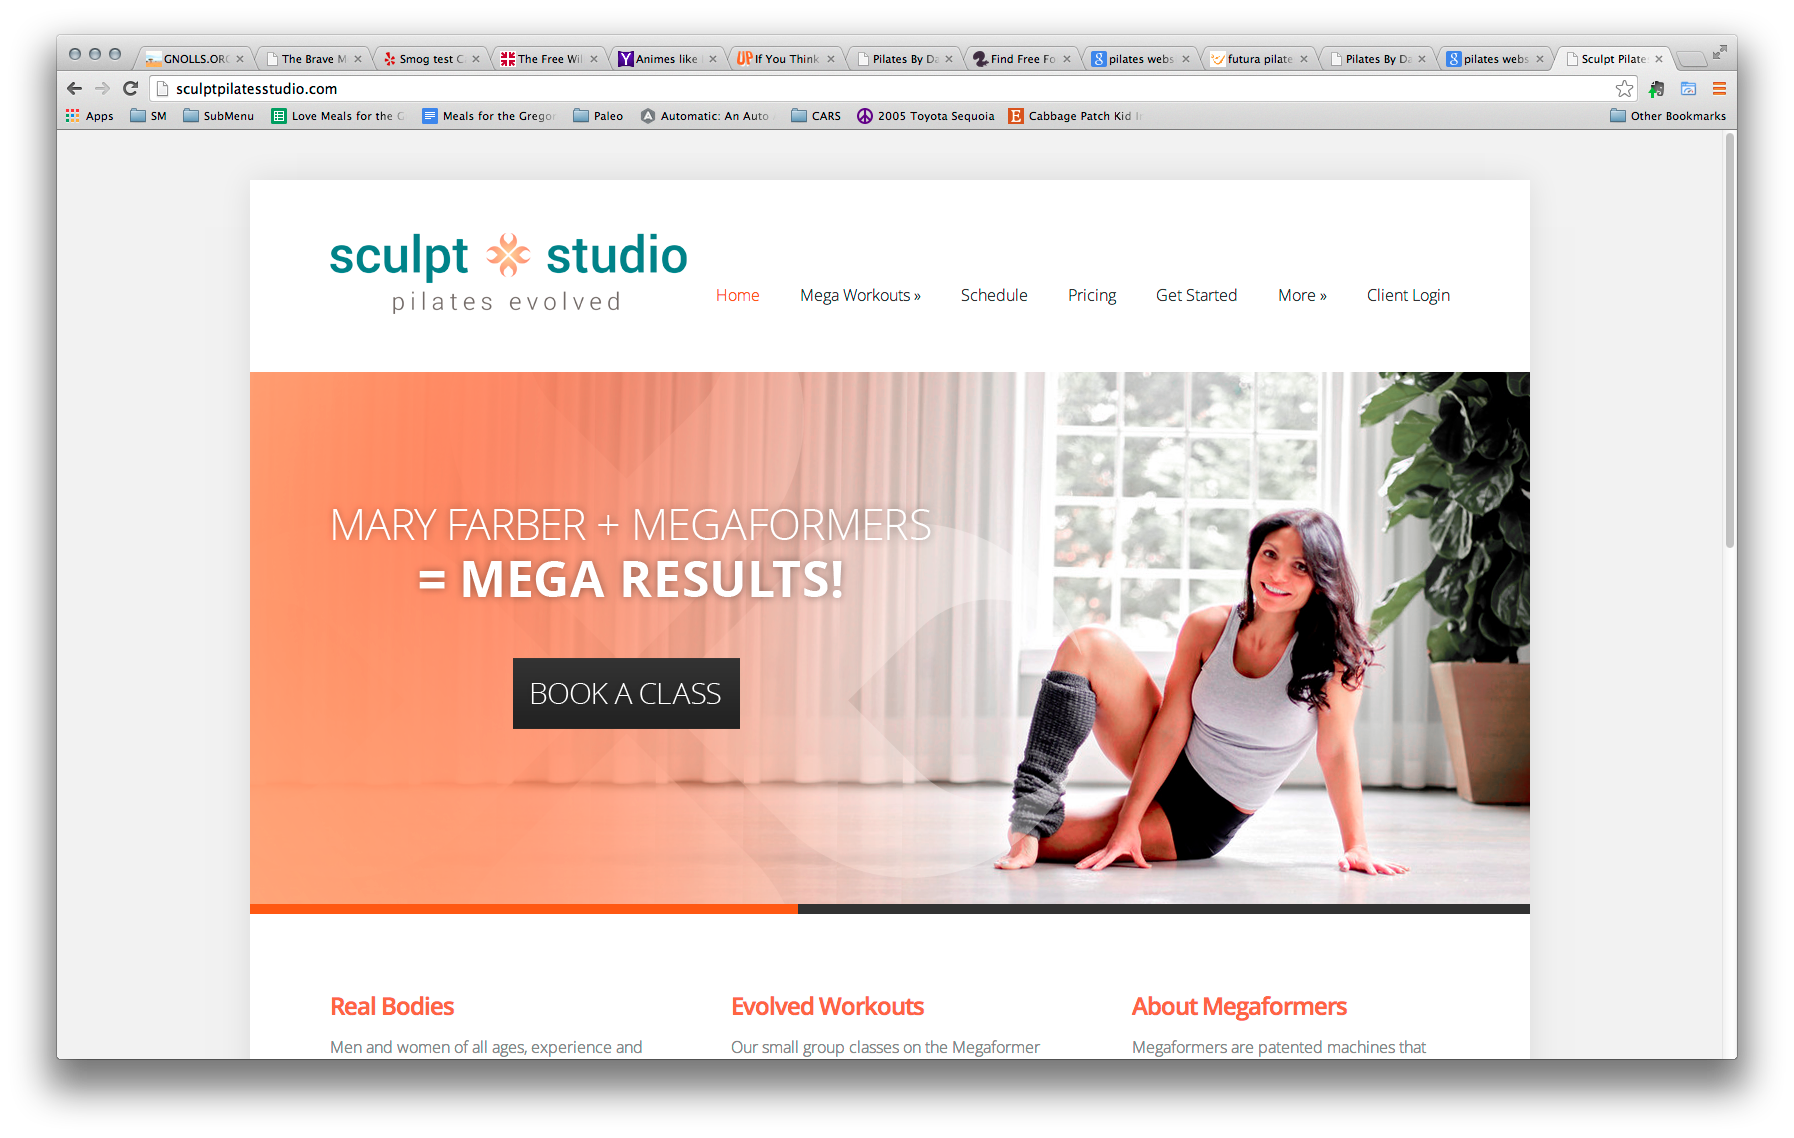 GNOLLS.ORG
The Brave M
Smog test C
The Free Wil
Animes like
If You Think
Pilates By Da
Find Free Fo
pilates webs
futura pilate
Pilates By Da
pilates webs
Sculpt Pilate
sculptpilatesstudio.com
Apps SM SubMenu Love Meals for the G Meals for the Gregor Paleo Automatic: An Auto CARS 2005 Toyota Sequoia Cabbage Patch Kid Other Bookmarks
sculpt studio
pilates evolved
Home Mega Workouts » Schedule Pricing Get Started More » Client Login
MARY FARBER + MEGAFORMERS
= MEGA RESULTS!
BOOK A CLASS
Real Bodies
Men and women of all ages, experience and
Evolved Workouts
Our small group classes on the Megaformer
About Megaformers
Megaformers are patented machines that